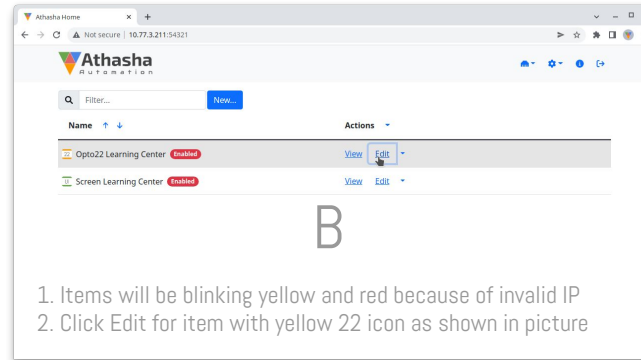 Athasha Home
Not secure | 10.77.3.211:54321
Athasha
Automation
Filter...
New...
Name
Actions
22 Opto22 Learning Center Enabled
View Edit
UI Screen Learning Center Enabled
View Edit
B
1. Items will be blinking yellow and red because of invalid IP
2. Click Edit for item with yellow 22 icon as shown in picture